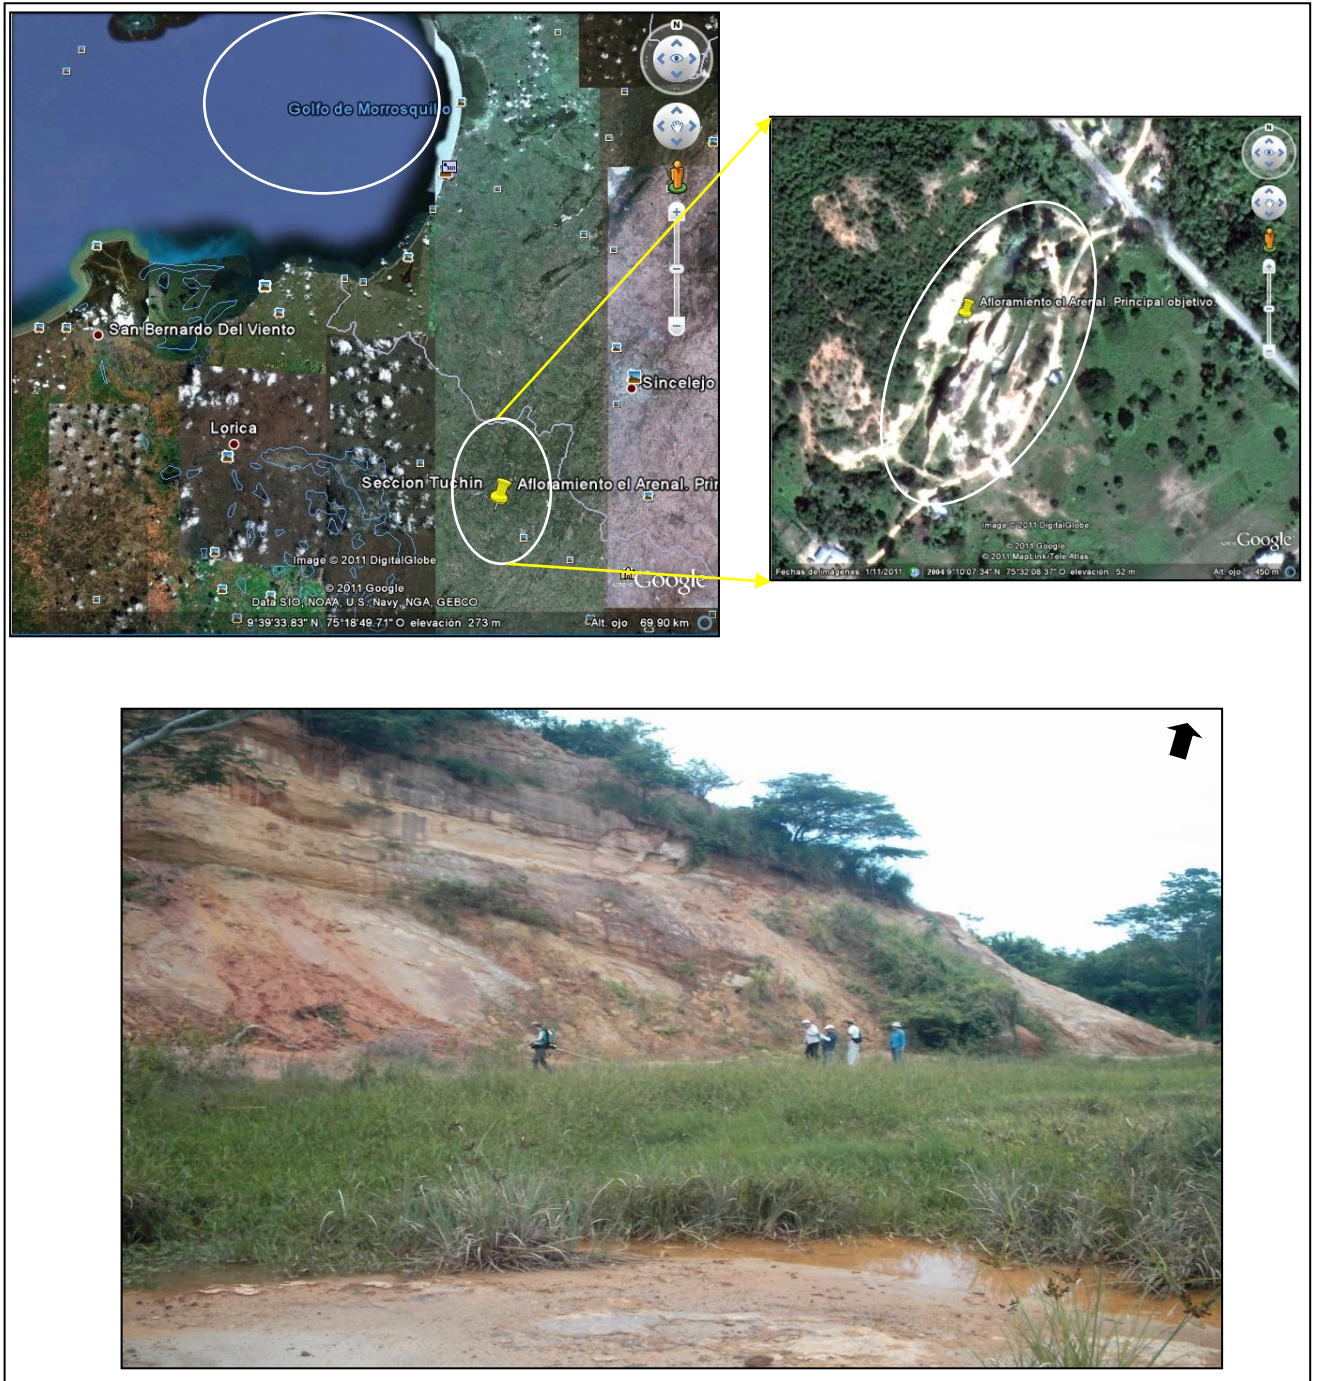 N
Golfo de Morrosquillo
San Bernardo Del Viento
Sincelejo
Lorica
Seccion Tuchin
Afloramiento el Arenal. Prin
Image © 2011 DigitalGlobe
© 2011 Google
Data SIO, NOAA, U.S. Navy, NGA, GEBCO
Google
9°39'33.83" N 75°18'49.71" O elevación 273 m
Alt. ojo 69.90 km
N
Afloramiento el Arenal. Principal objetivo.
Image © 2011 DigitalGlobe
© 2011 Google
© 2011 MapLink/Tele Atlas
Google
Fechas de imágenes: 1/11/2011
2004
9°10'07.34" N 75°32'08.37" O elevación 52 m
Alt. ojo 450 m